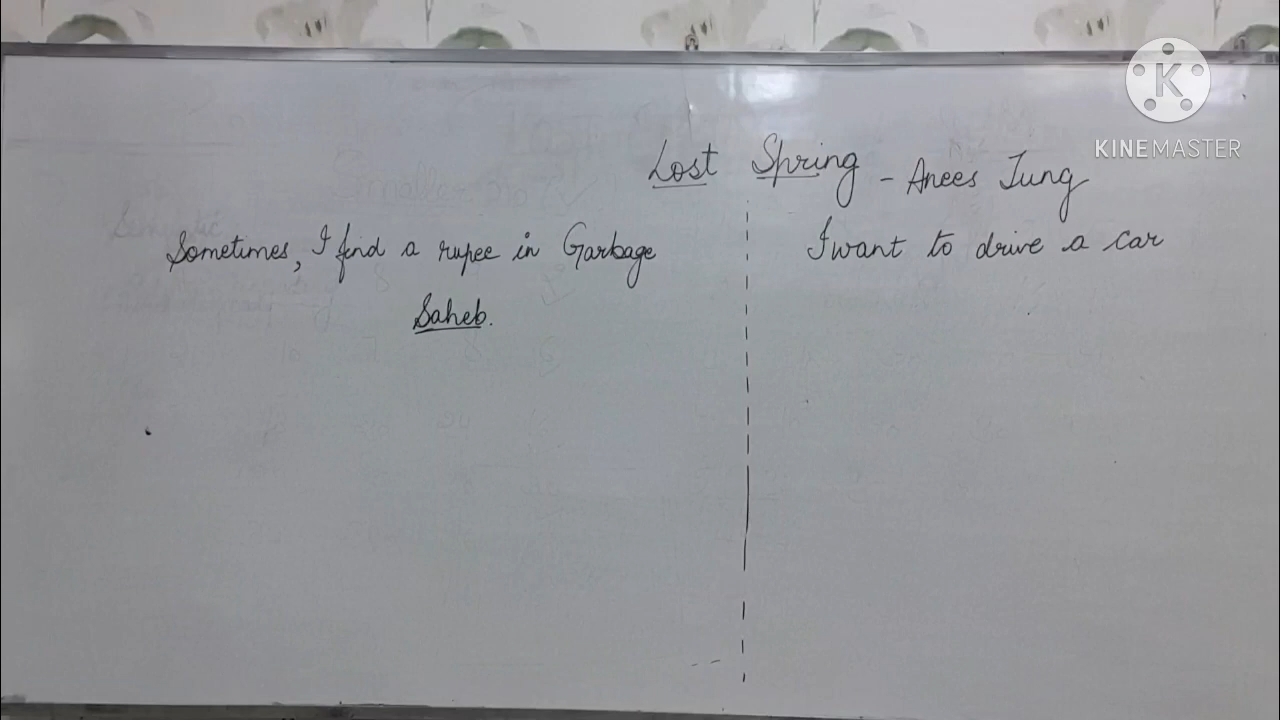 Lost Spring - Anees Jung
Sometimes, I find a rupee in Garbage
Saheb.
I want to drive a car
K
KINEMASTER